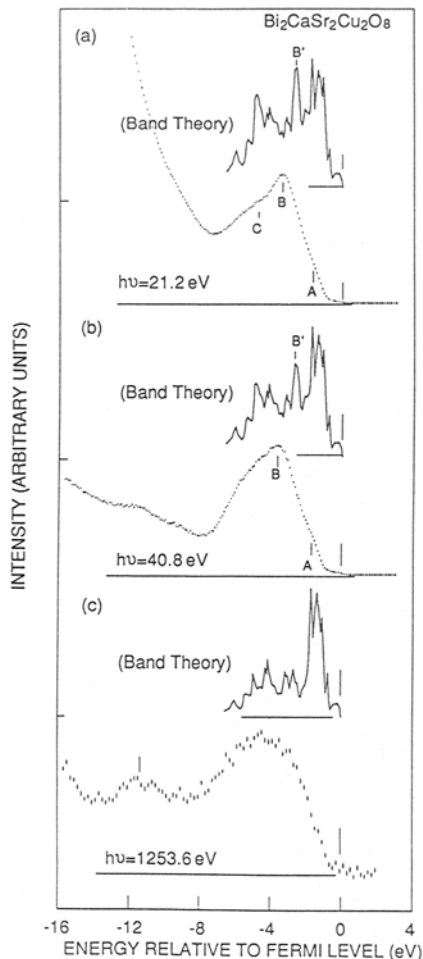 Bi₂CaSr₂Cu₂O₈
(a)
B'
(Band Theory)
B
C
A
hυ=21.2 eV
(b)
B'
(Band Theory)
B
A
hυ=40.8 eV
(c)
(Band Theory)
hυ=1253.6 eV
INTENSITY (ARBITRARY UNITS)
-16 -12 -8 -4 0 4
ENERGY RELATIVE TO FERMI LEVEL (eV)